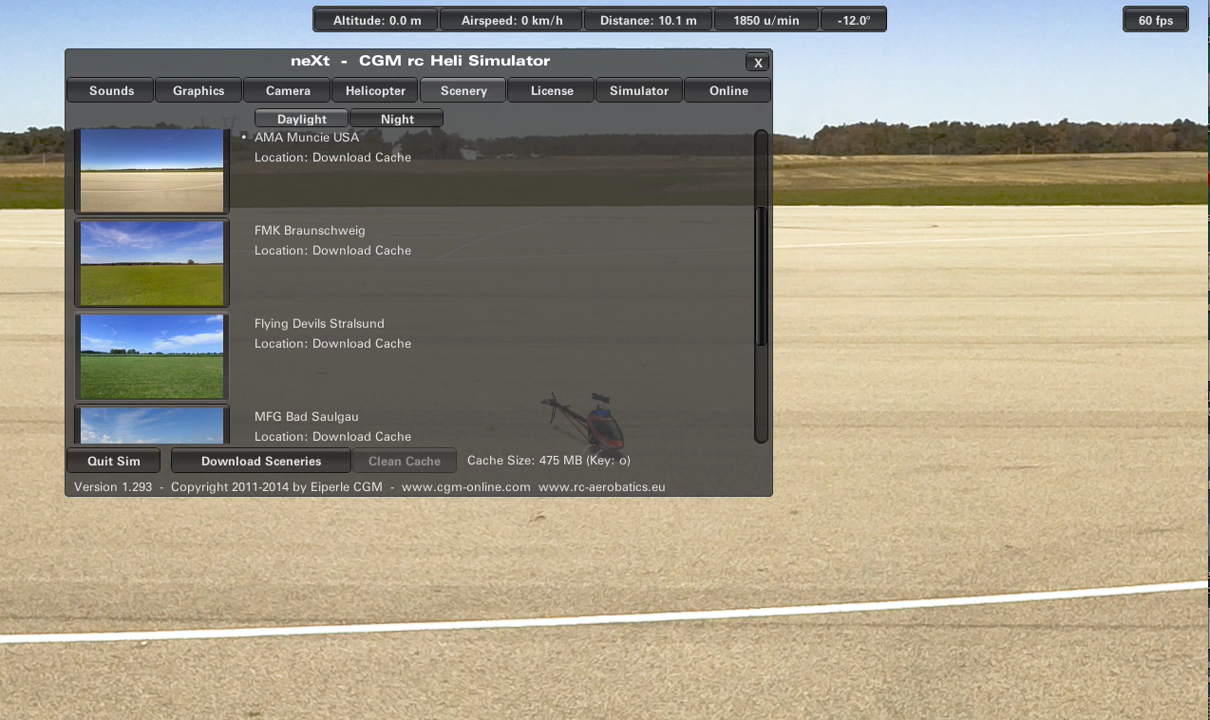 Altitude: 0.0 m Airspeed: 0 km/h Distance: 10.1 m 1850 u/min -12.0° 60 fps
neXt - CGM rc Heli Simulator X
Sounds Graphics Camera Helicopter Scenery License Simulator Online
Daylight Night
• AMA Muncie USA
Location: Download Cache
FMK Braunschweig
Location: Download Cache
Flying Devils Stralsund
Location: Download Cache
MFG Bad Saulgau
Location: Download Cache
Quit Sim Download Sceneries Clean Cache Cache Size: 475 MB (Key: o)
Version 1.293 - Copyright 2011-2014 by Eiperle CGM - www.cgm-online.com www.rc-aerobatics.eu